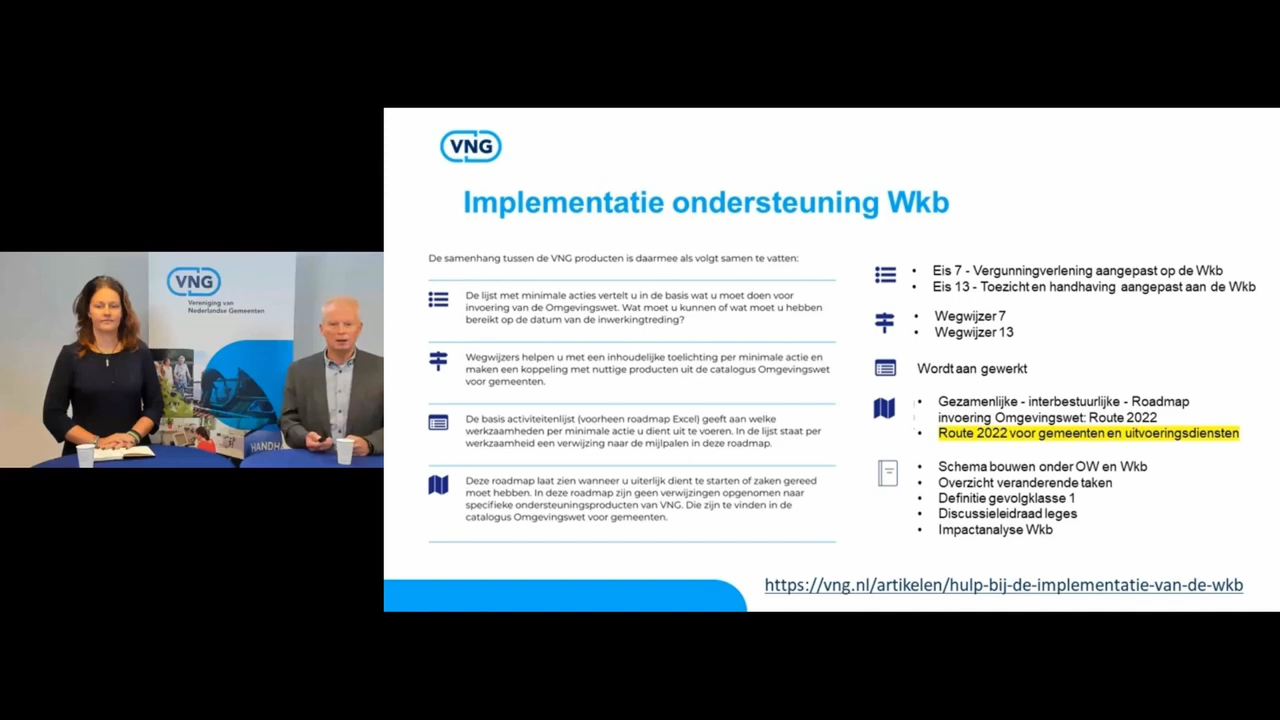 VNG
Vereniging van
Nederlandse Gemeenten
VNG
Implementatie ondersteuning Wkb
De samenhang tussen de VNG producten is daarmee als volgt samen te vatten:
De lijst met minimale acties vertelt u in de basis wat u moet doen voor
invoering van de Omgevingswet. Wat moet u kunnen of wat moet u hebben
bereikt op de datum van de inwerkingtreding?
Wegwijzers helpen u met een inhoudelijke toelichting per minimale actie en
maken een koppeling met nuttige producten uit de catalogus Omgevingswet
voor gemeenten.
De basis activiteitenlijst (voorheen roadmap Excel) geeft aan welke
werkzaamheden per minimale actie u dient uit te voeren. In de lijst staat per
werkzaamheid een verwijzing naar de mijlpalen in deze roadmap.
Deze roadmap laat zien wanneer u uiterlijk dient te starten of zaken gereed
moet hebben. In deze roadmap zijn geen verwijzingen opgenomen naar
specifieke ondersteuningsproducten van VNG. Die zijn te vinden in de
catalogus Omgevingswet voor gemeenten.
• Eis 7 - Vergunningverlening aangepast op de Wkb
• Eis 13 - Toezicht en handhaving aangepast aan de Wkb
• Wegwijzer 7
• Wegwijzer 13
Wordt aan gewerkt
• Gezamenlijke - interbestuurlijke - Roadmap
invoering Omgevingswet: Route 2022
• Route 2022 voor gemeenten en uitvoeringsdiensten
• Schema bouwen onder OW en Wkb
• Overzicht veranderende taken
• Definitie gevolgklasse 1
• Discussieleidraad leges
• Impactanalyse Wkb
https://vng.nl/artikelen/hulp-bij-de-implementatie-van-de-wkb